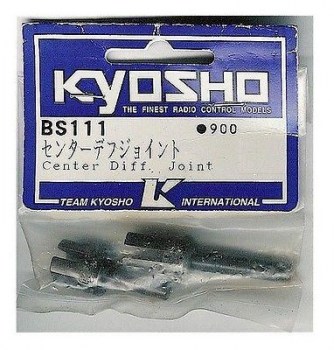 KYOSHO
THE FINEST RADIO CONTROL MODELS
BS111 ●900
センターデフジョイント
Center Diff. Joint
K
TEAM KYOSHO INTERNATIONAL